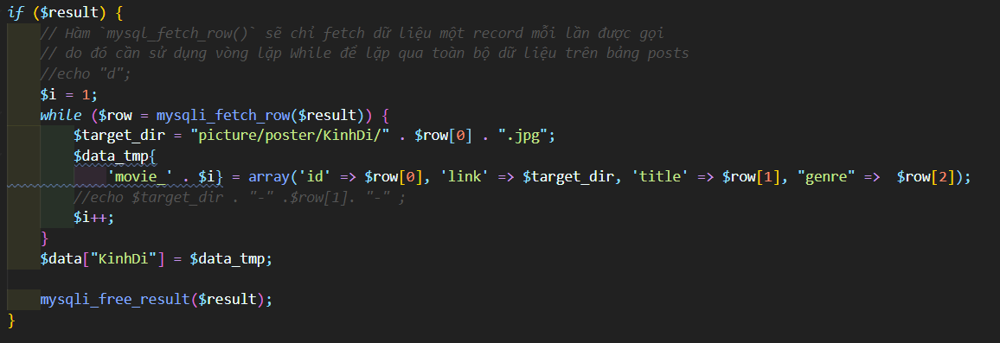 if ($result) {
// Hàm `mysql_fetch_row()` sẽ chỉ fetch dữ liệu một record mỗi lần được gọi
// do đó cần sử dụng vòng lặp While để lặp qua toàn bộ dữ liệu trên bảng posts
//echo "d";
$i = 1;
while ($row = mysqli_fetch_row($result)) {
$target_dir = "picture/poster/KinhDi/" . $row[0] . ".jpg";
$data_tmp{
'movie_' . $i} = array('id' => $row[0], 'link' => $target_dir, 'title' => $row[1], "genre" =>  $row[2]);
//echo $target_dir . "-" .$row[1]. "-" ;
$i++;
}
$data["KinhDi"] = $data_tmp;
mysqli_free_result($result);
}